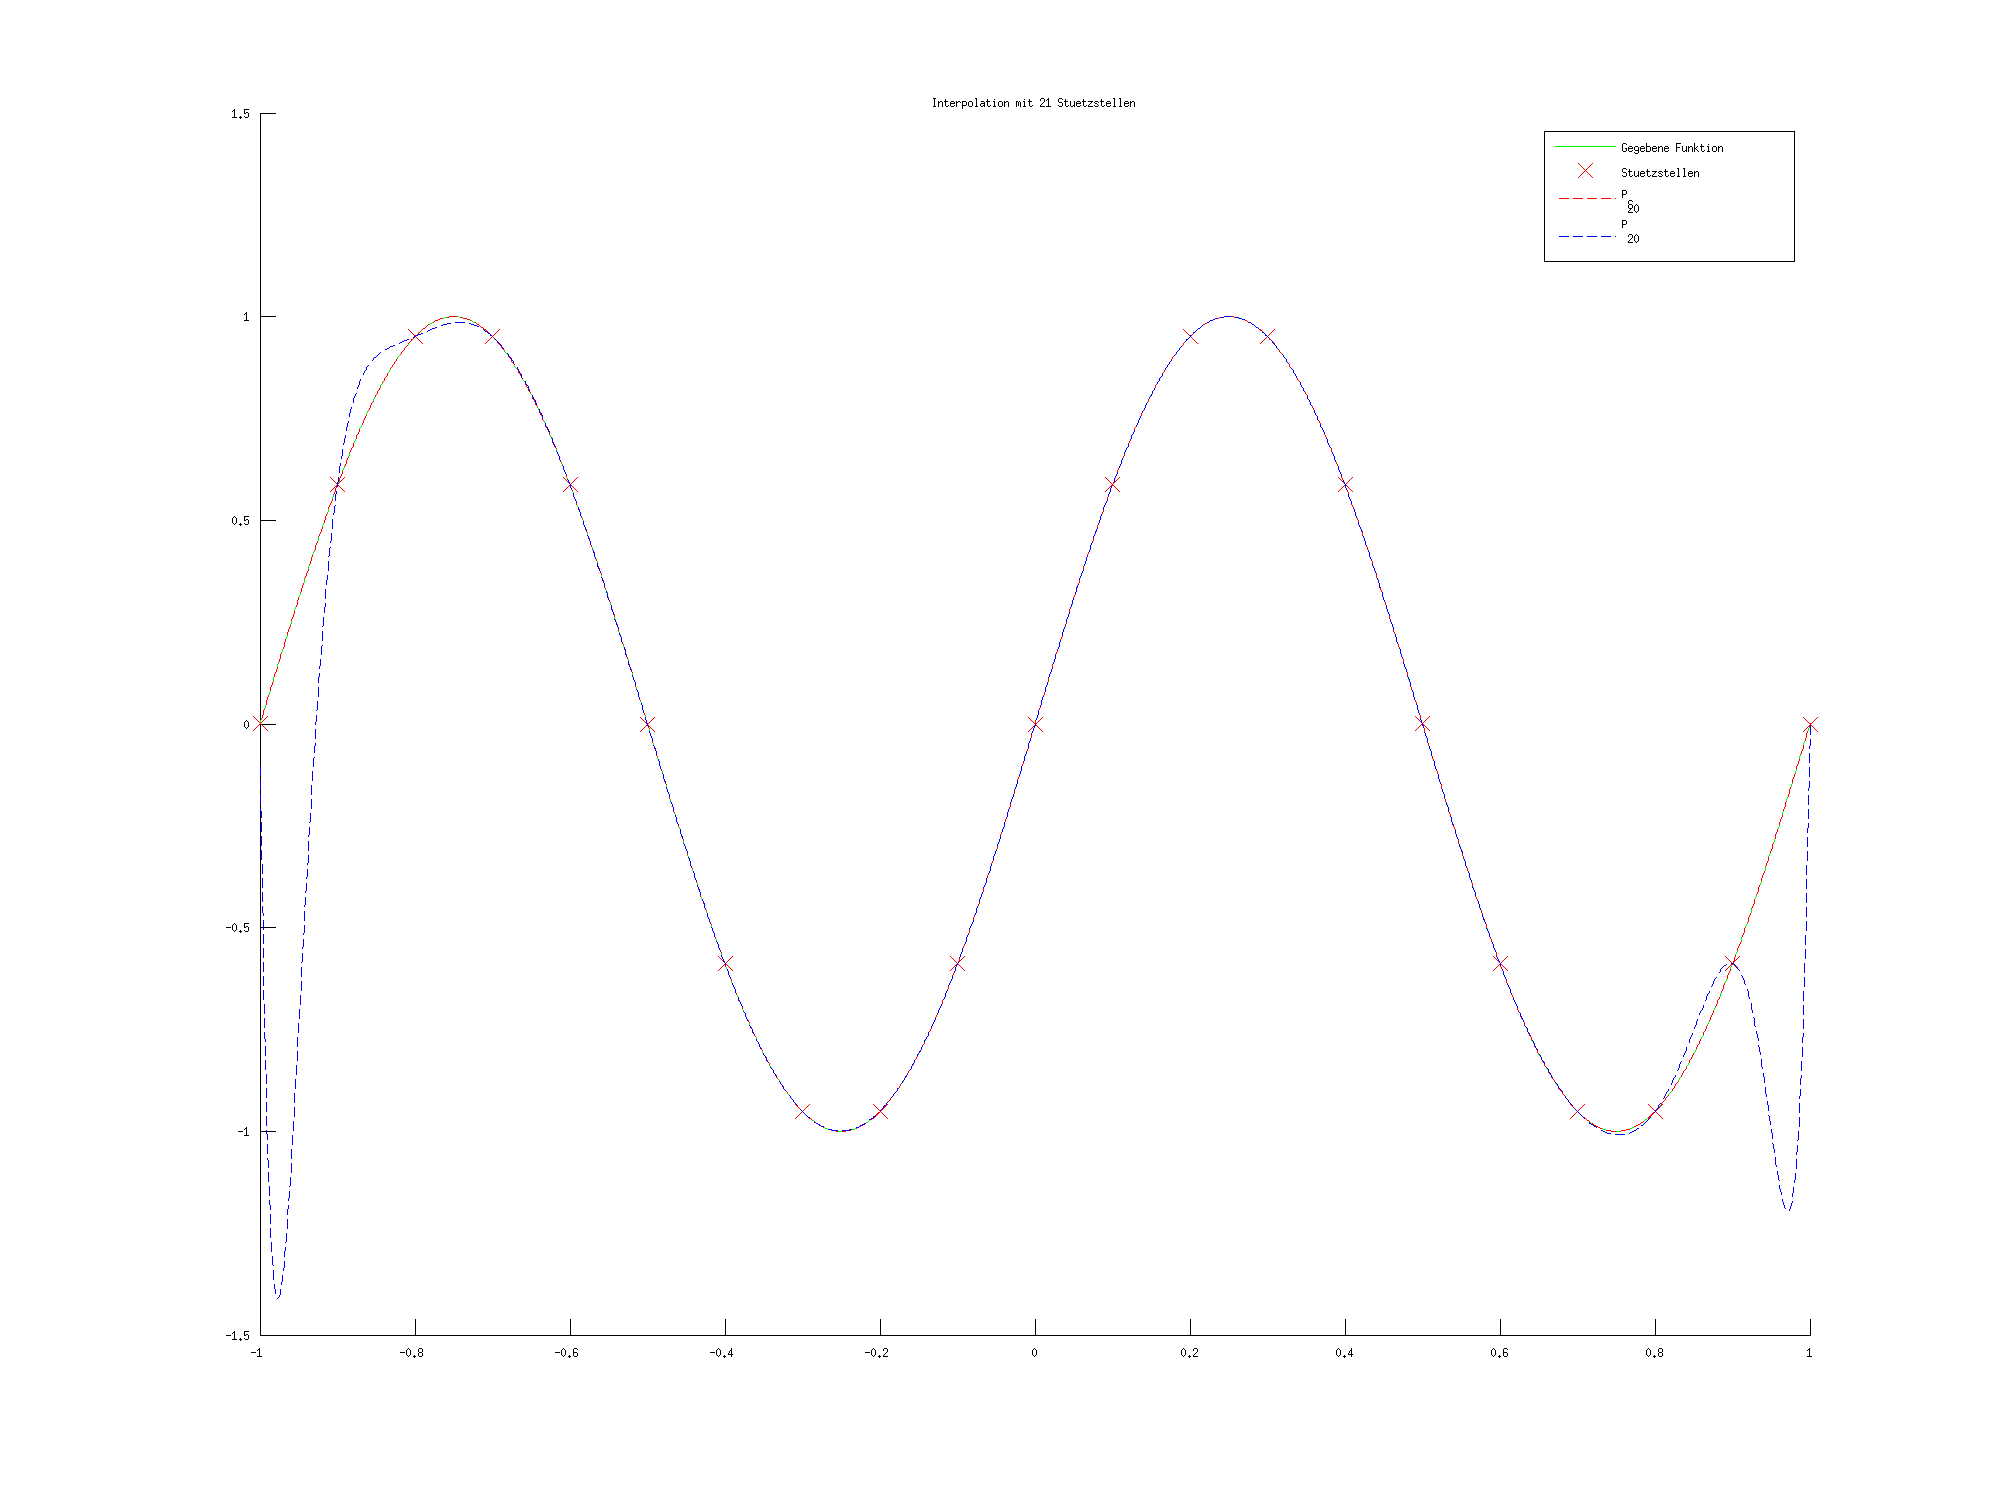 Interpolation mit 21 Stuetzstellen
1.5
Gegebene Funktion
Stuetzstellen
P
S
20
P
20
1
0.5
0
-0.5
-1
-1.5
-1 -0.8 -0.6 -0.4 -0.2 0 0.2 0.4 0.6 0.8 1